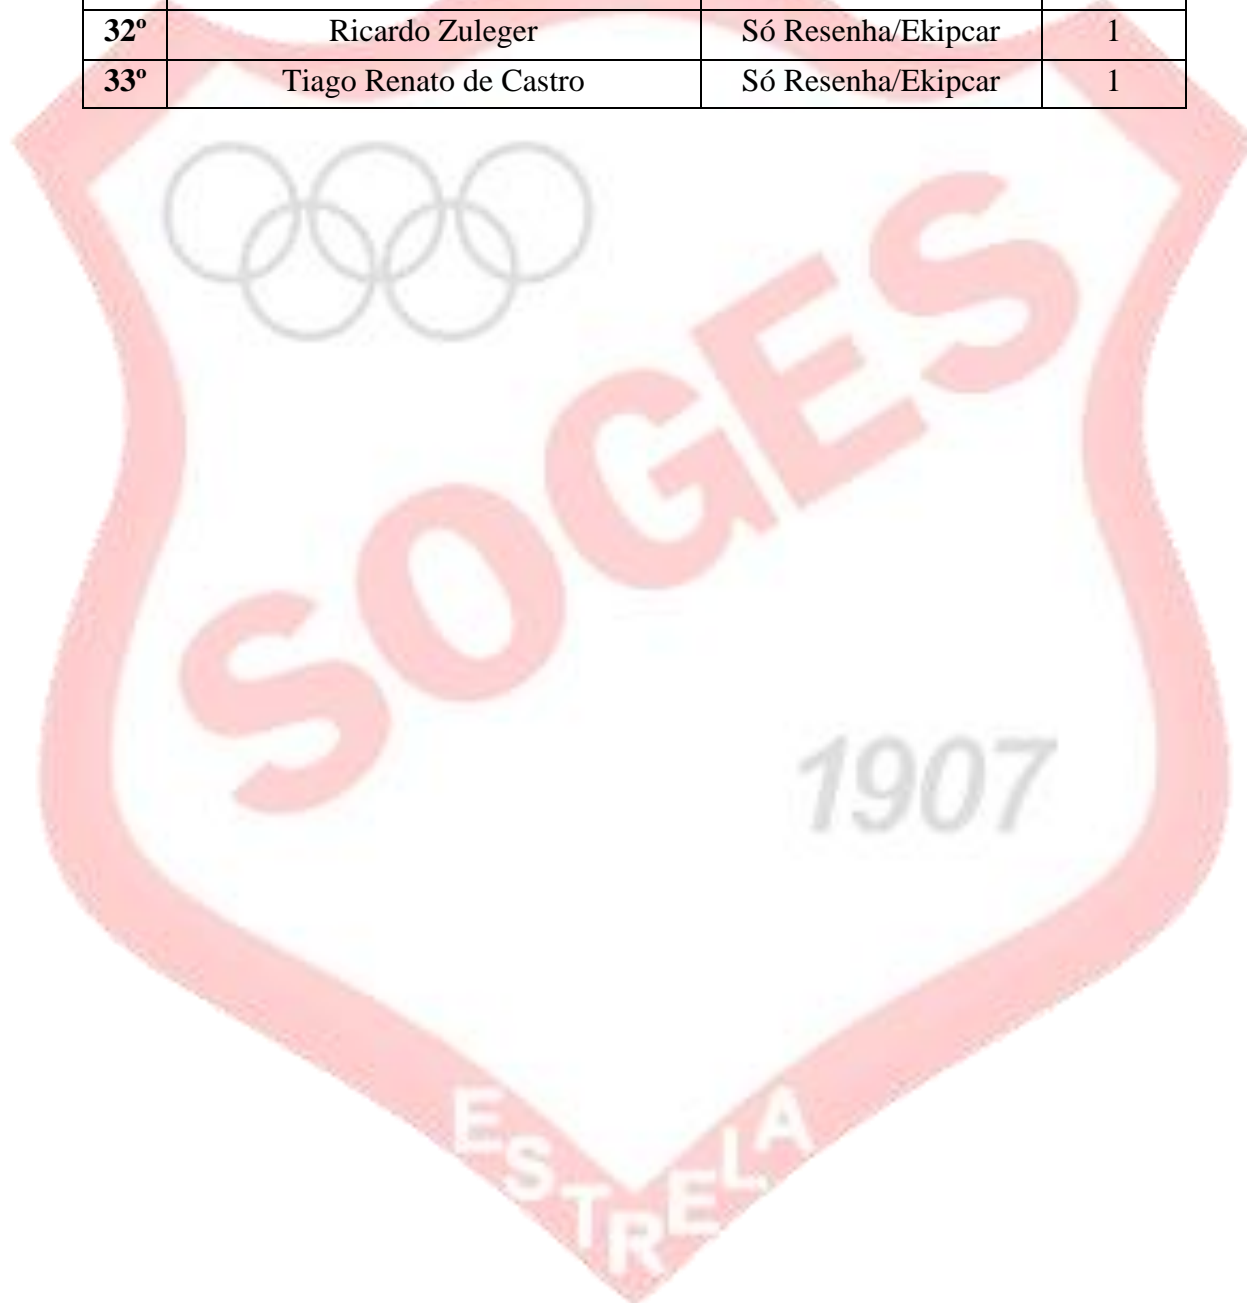 32º Ricardo Zuleger Só Resenha/Ekipcar 1
33º Tiago Renato de Castro Só Resenha/Ekipcar 1
SOGES
1907
ESTRELA